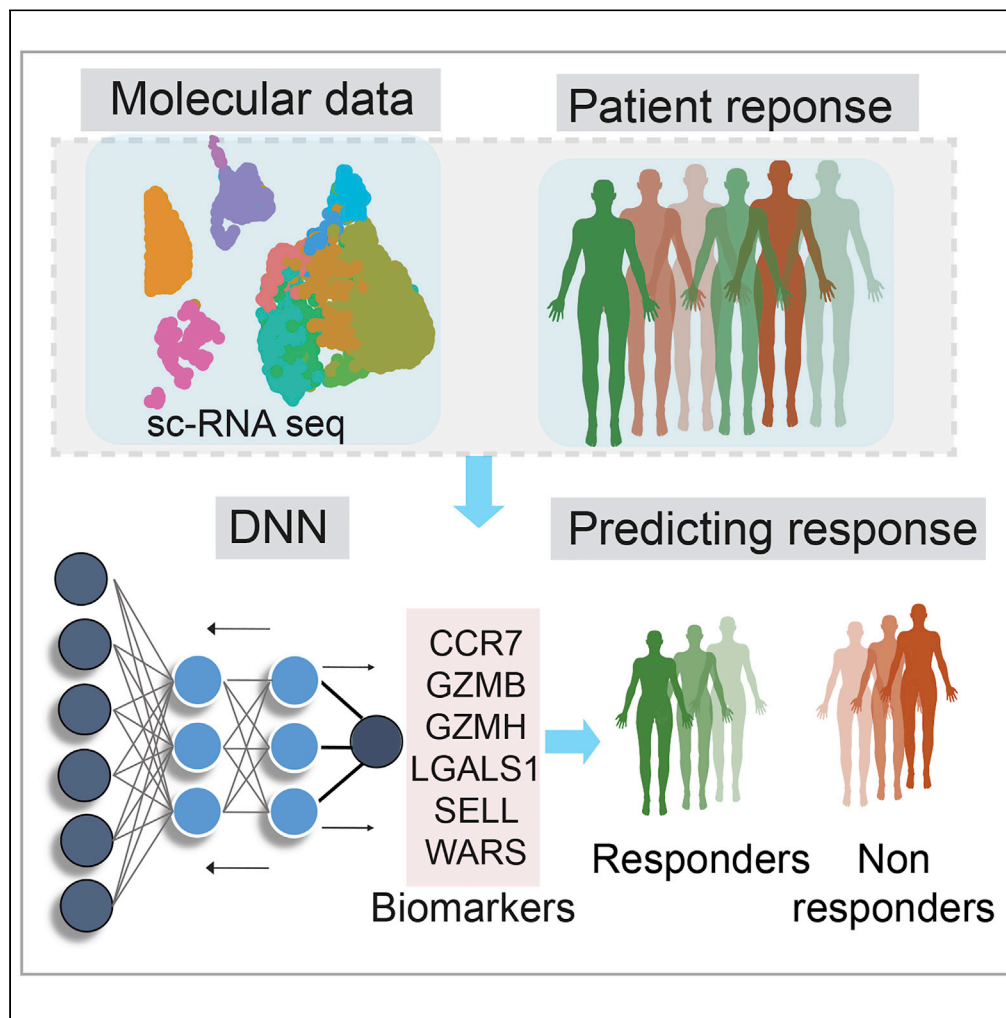 Molecular data
Patient reponse
sc-RNA seq
DNN
Predicting response
CCR7
GZMB
GZMH
LGALS1
SELL
WARS
Biomarkers
Responders
Non
responders